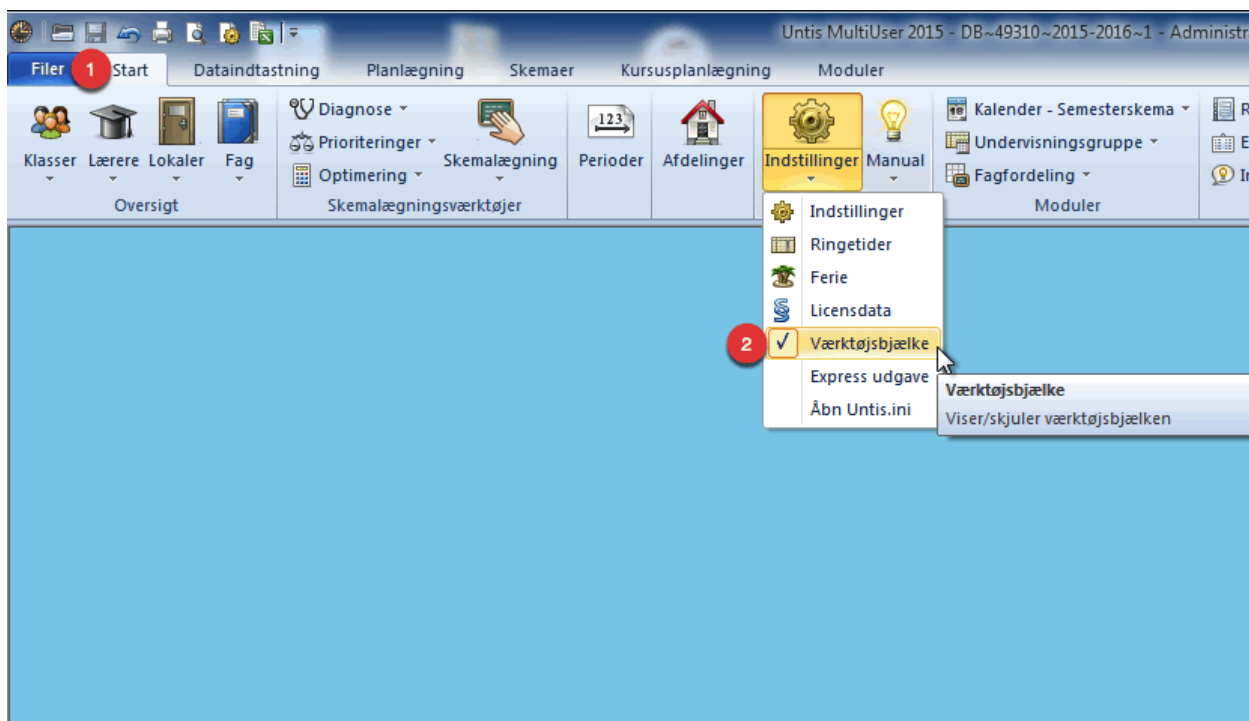 Untis MultiUser 2015 - DB~49310~2015-2016~1 - Administr
Filer 1 Start Dataindtastning Planlægning Skemaer Kursusplanlægning Moduler
Klasser Lærere Lokaler Fag
Oversigt
Diagnose
Prioriteringer
Optimering
Skemalægning
Skemalægningsværktøjer
123
Perioder
Afdelinger
Indstillinger
Manual
Kalender - Semesterskema
Undervisningsgruppe
Fagfordeling
Moduler
R
E
In
Indstillinger
Ringetider
Ferie
Licensdata
2 Værktøjsbjælke
Express udgave
Åbn Untis.ini
Værktøjsbjælke
Viser/skjuler værktøjsbjælken